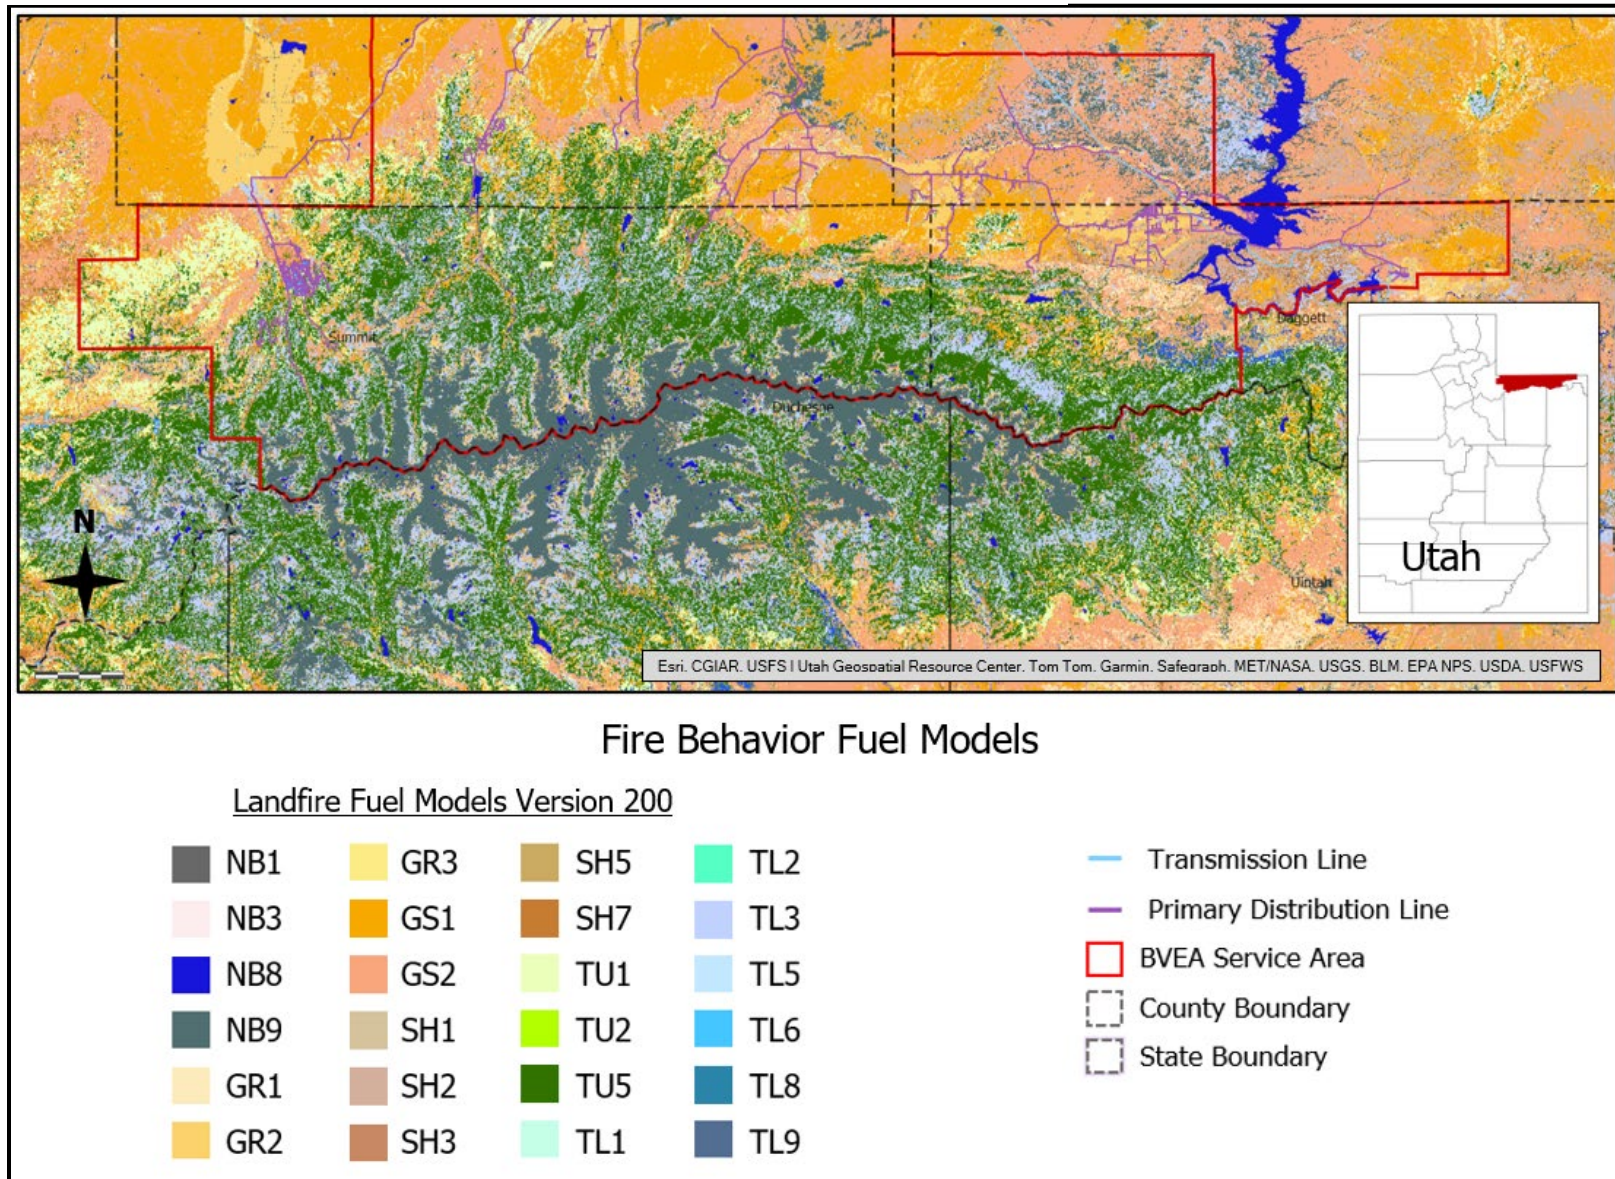 Summit
Daggett
Duchesne
N
Utah
Uintah
Esri, CGIAR, USFS | Utah Geospatial Resource Center, Tom Tom, Garmin, Safegraph, MET/NASA, USGS, BLM, EPA NPS, USDA, USFWS
Fire Behavior Fuel Models
Landfire Fuel Models Version 200
NB1
NB3
NB8
NB9
GR1
GR2
GR3
GS1
GS2
SH1
SH2
SH3
SH5
SH7
TU1
TU2
TU5
TL1
TL2
TL3
TL5
TL6
TL8
TL9
Transmission Line
Primary Distribution Line
BVEA Service Area
County Boundary
State Boundary